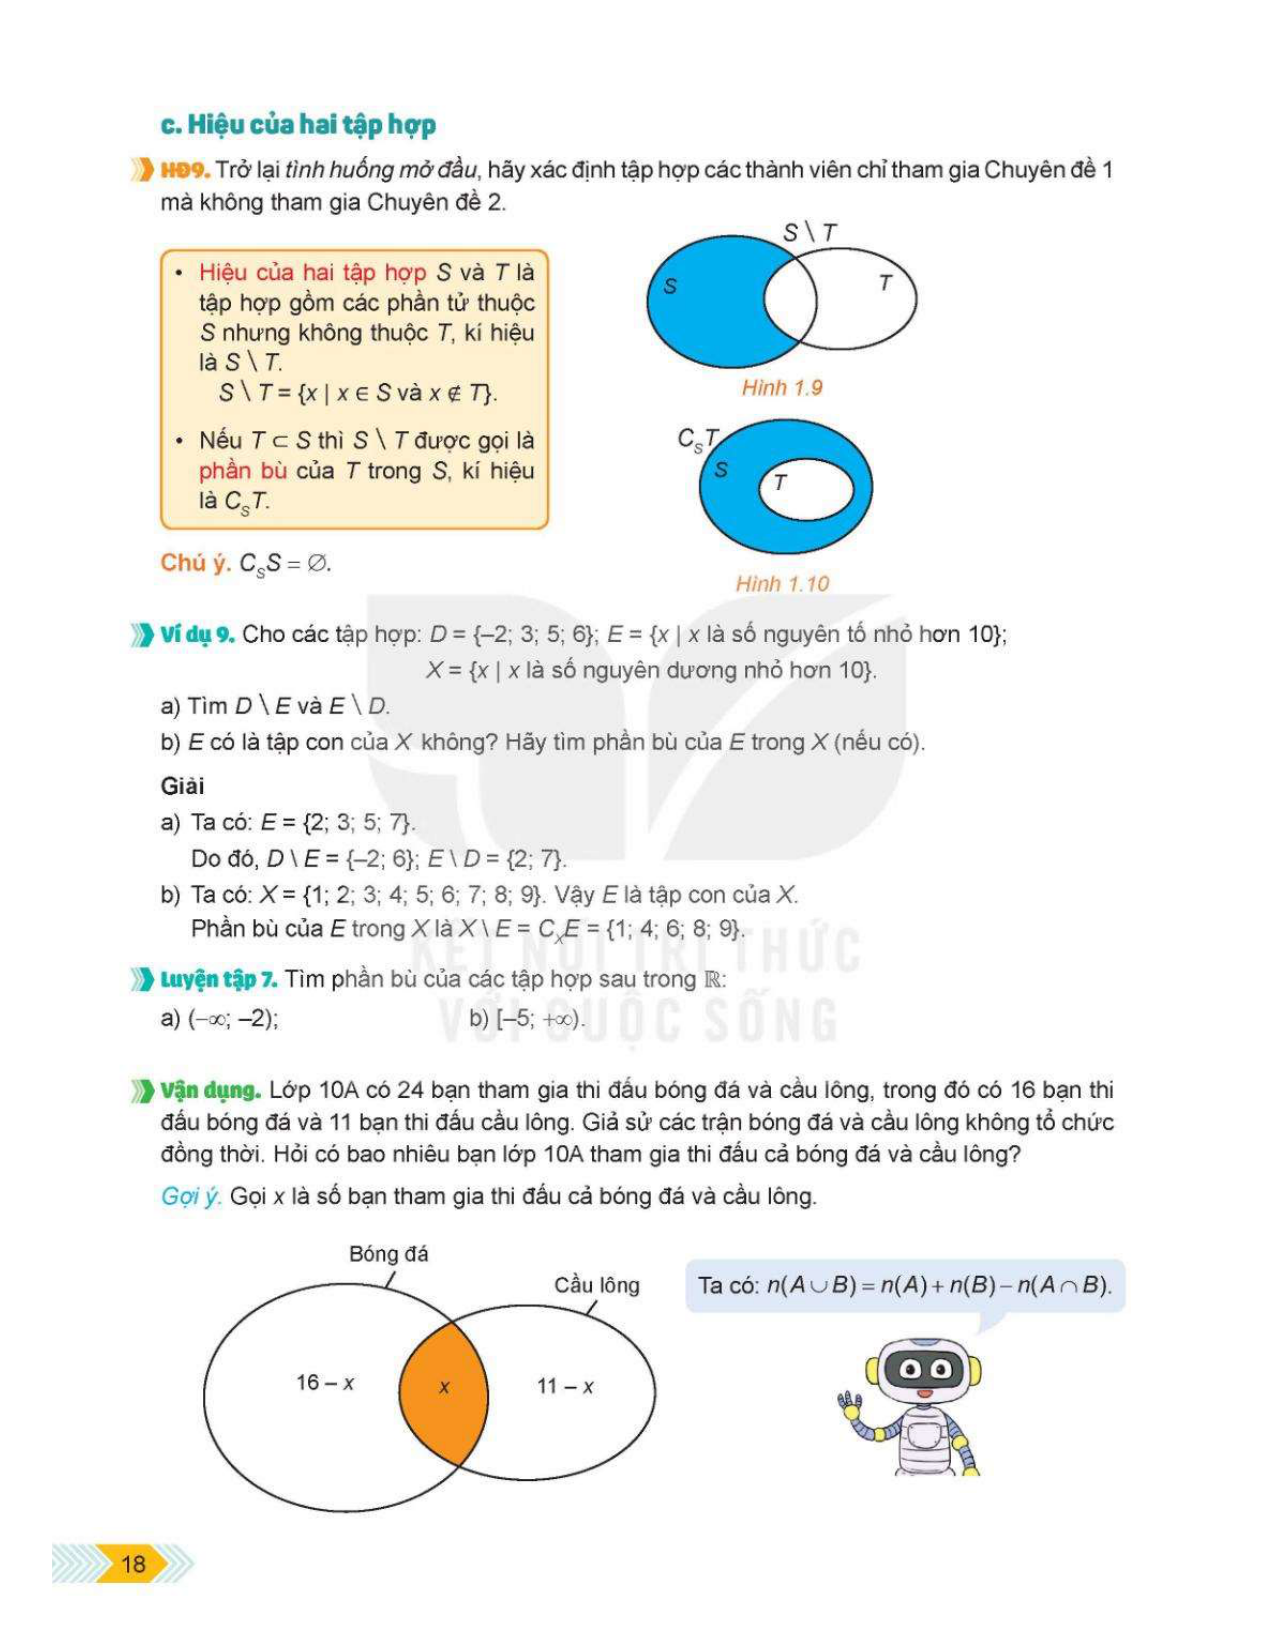 c. Hiệu của hai tập hợp
HĐ9. Trở lại tình huống mở đầu, hãy xác định tập hợp các thành viên chỉ tham gia Chuyên đề 1
mà không tham gia Chuyên đề 2.
• Hiệu của hai tập hợp S và T là
tập hợp gồm các phần tử thuộc
S nhưng không thuộc T, kí hiệu
là S \ T.
S \ T = {x | x ∈ S và x ∉ T}.
• Nếu T ⊂ S thì S \ T được gọi là
phần bù của T trong S, kí hiệu
là C_S T.
Chú ý. C_S S = ∅.
S \ T
S
T
Hình 1.9
C_S T
S
T
Hình 1.10
Ví dụ 9. Cho các tập hợp: D = {–2; 3; 5; 6}; E = {x | x là số nguyên tố nhỏ hơn 10};
X = {x | x là số nguyên dương nhỏ hơn 10}.
a) Tìm D \ E và E \ D.
b) E có là tập con của X không? Hãy tìm phần bù của E trong X (nếu có).
Giải
a) Ta có: E = {2; 3; 5; 7}.
Do đó, D \ E = {–2; 6}; E \ D = {2; 7}.
b) Ta có: X = {1; 2; 3; 4; 5; 6; 7; 8; 9}. Vậy E là tập con của X.
Phần bù của E trong X là X \ E = C_X E = {1; 4; 6; 8; 9}.
KẾT NỐI TRI THỨC
VỚI CUỘC SỐNG
Luyện tập 7. Tìm phần bù của các tập hợp sau trong ℝ:
a) (–∞; –2); b) [–5; +∞).
Vận dụng. Lớp 10A có 24 bạn tham gia thi đấu bóng đá và cầu lông, trong đó có 16 bạn thi
đấu bóng đá và 11 bạn thi đấu cầu lông. Giả sử các trận bóng đá và cầu lông không tổ chức
đồng thời. Hỏi có bao nhiêu bạn lớp 10A tham gia thi đấu cả bóng đá và cầu lông?
Gợi ý. Gọi x là số bạn tham gia thi đấu cả bóng đá và cầu lông.
Bóng đá
Cầu lông
16 – x
x
11 – x
Ta có: n(A ∪ B) = n(A) + n(B) – n(A ∩ B).
18